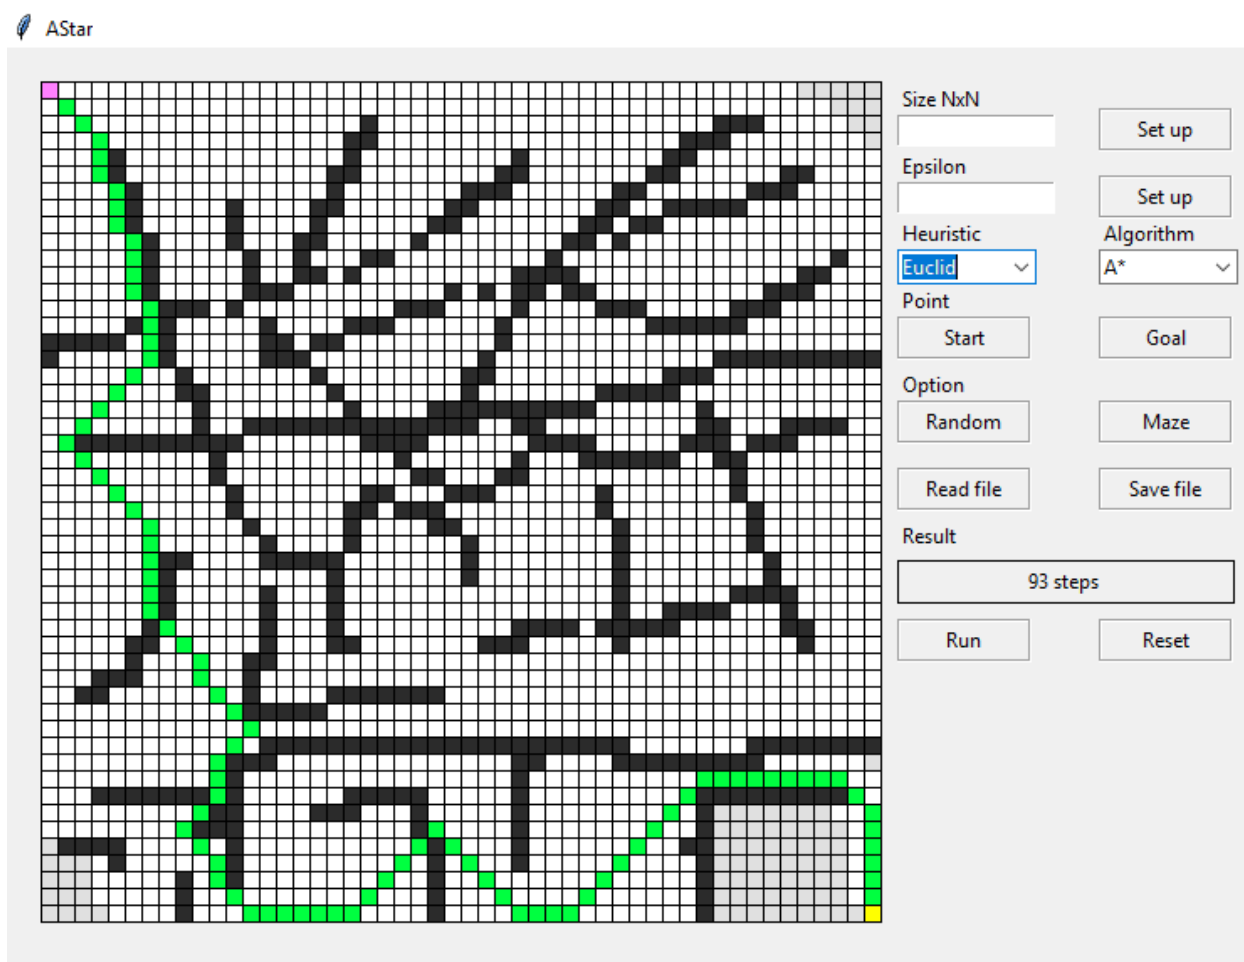 AStar
Size NxN
Set up
Epsilon
Set up
Heuristic
Algorithm
Euclid
A*
Point
Start
Goal
Option
Random
Maze
Read file
Save file
Result
93 steps
Run
Reset